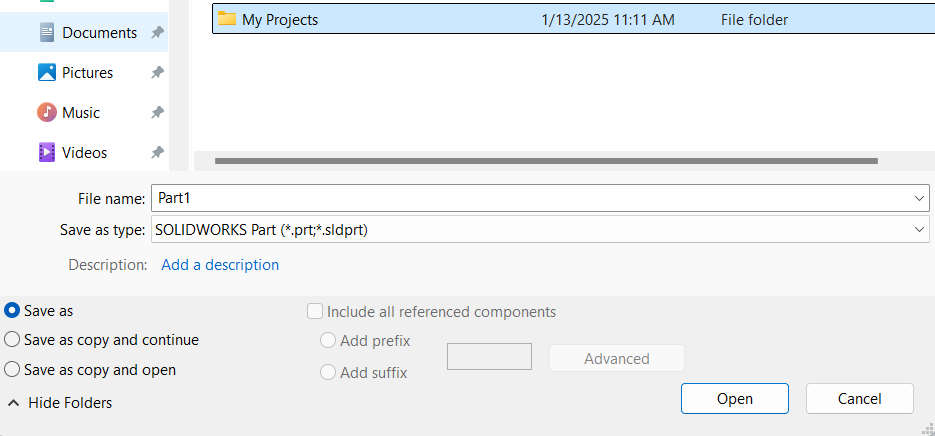 My Projects 1/13/2025 11:11 AM File folder
Documents
Pictures
Music
Videos
File name: Part1
Save as type: SOLIDWORKS Part (*.prt;*.sldprt)
Description: Add a description
Save as
Include all referenced components
Save as copy and continue
Add prefix
Save as copy and open
Add suffix
Advanced
Hide Folders
Open
Cancel